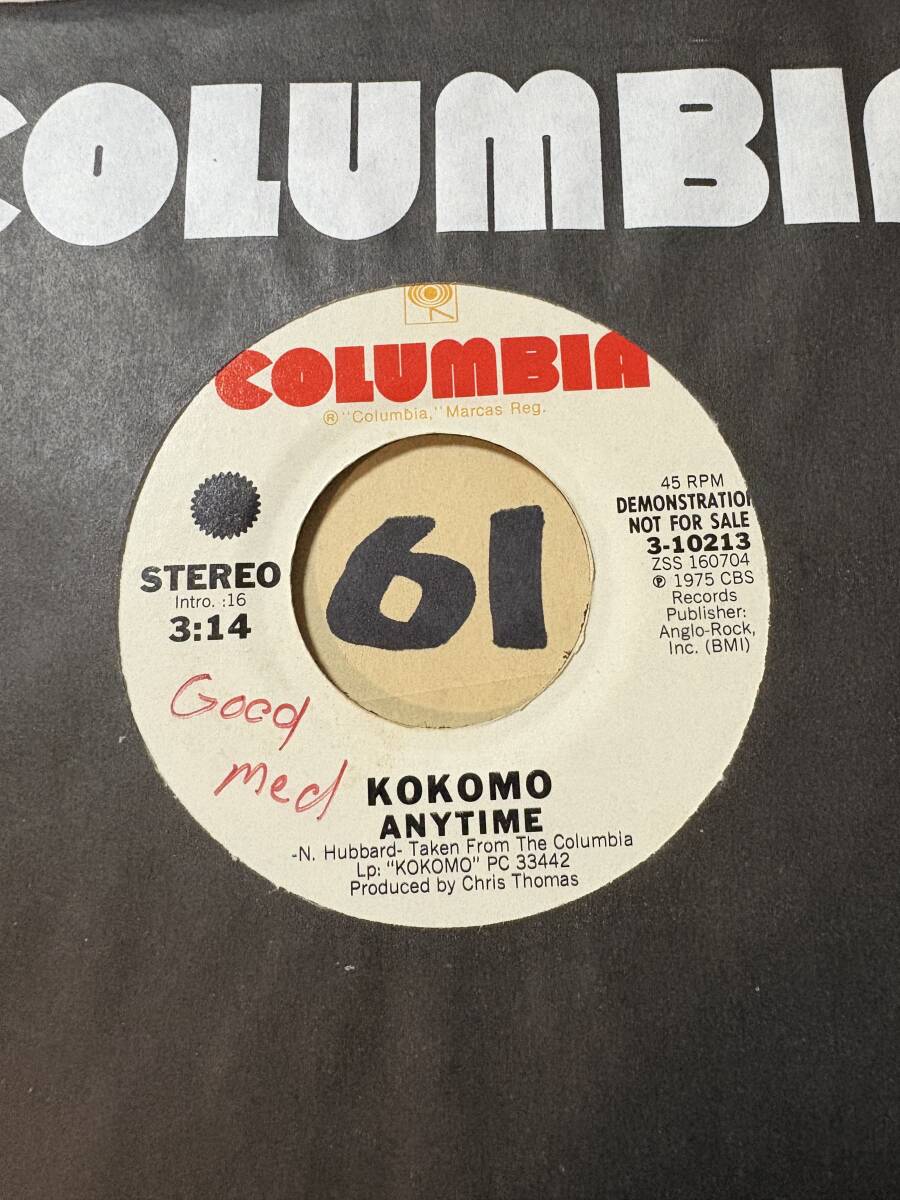 COLUMBIA
COLUMBIA
® "Columbia," Marcas Reg.
45 RPM
DEMONSTRATION
NOT FOR SALE
3-10213
ZSS 160704
℗ 1975 CBS
Records
Publisher:
Anglo-Rock,
Inc. (BMI)
STEREO
Intro. :16
3:14
61
Good
med
KOKOMO
ANYTIME
-N. Hubbard- Taken From The Columbia
Lp: "KOKOMO" PC 33442
Produced by Chris Thomas